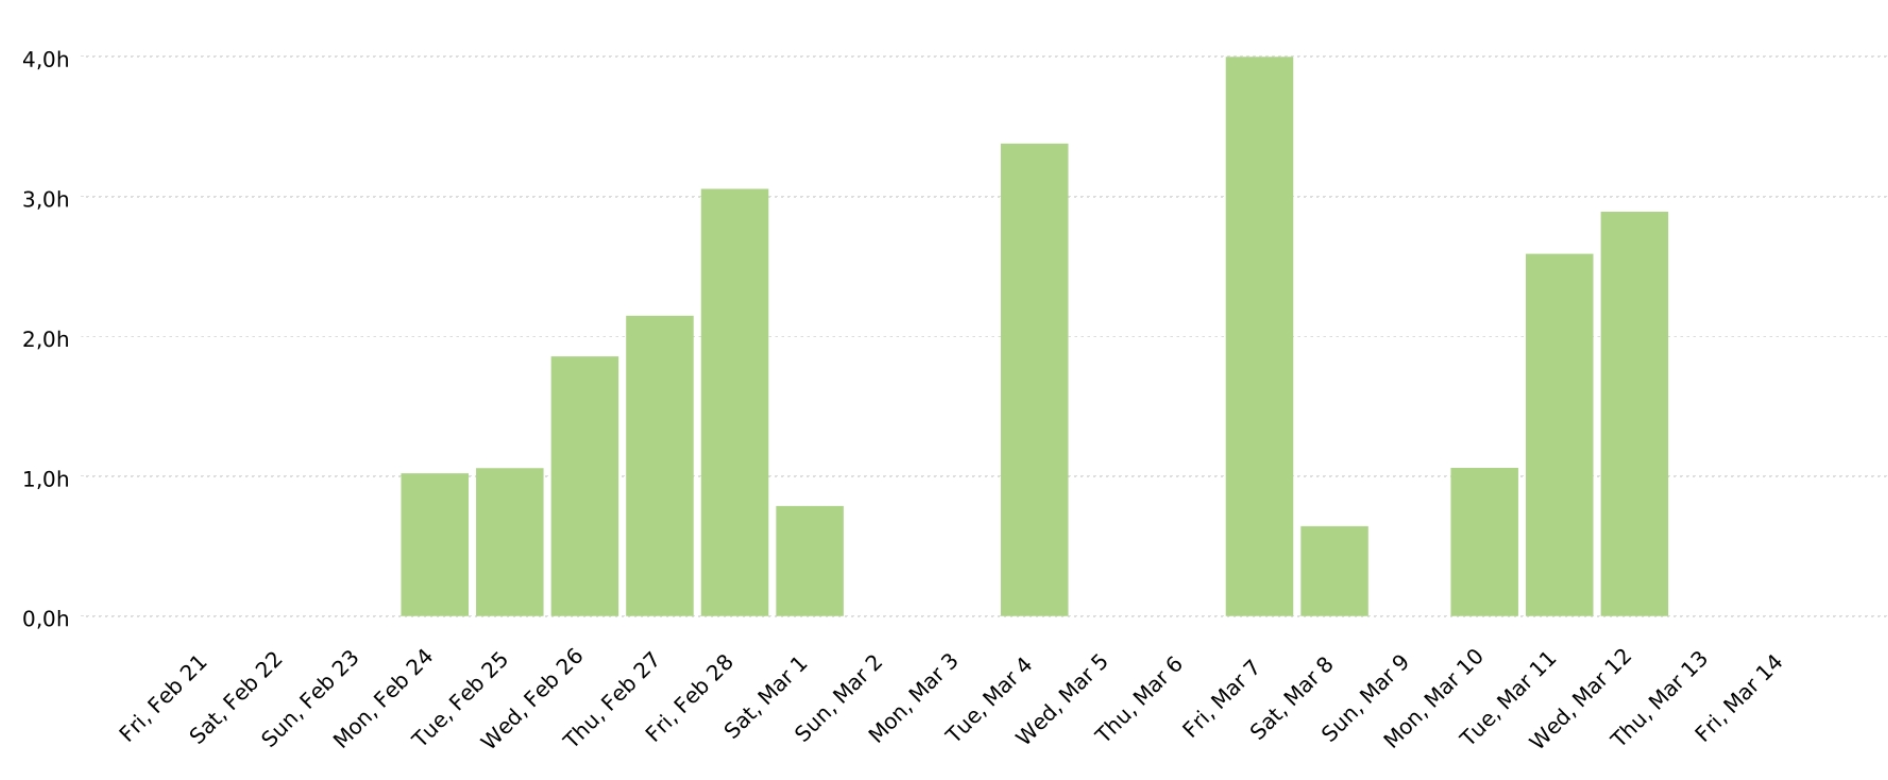 4,0h
3,0h
2,0h
1,0h
0,0h
Fri, Feb 21
Sat, Feb 22
Sun, Feb 23
Mon, Feb 24
Tue, Feb 25
Wed, Feb 26
Thu, Feb 27
Fri, Feb 28
Sat, Mar 1
Sun, Mar 2
Mon, Mar 3
Tue, Mar 4
Wed, Mar 5
Thu, Mar 6
Fri, Mar 7
Sat, Mar 8
Sun, Mar 9
Mon, Mar 10
Tue, Mar 11
Wed, Mar 12
Thu, Mar 13
Fri, Mar 14